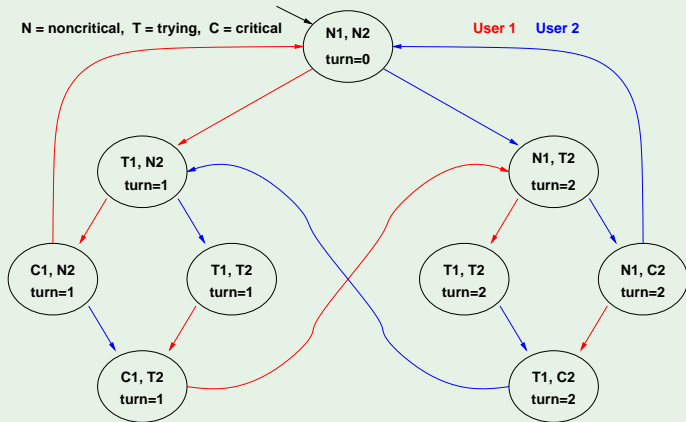 N = noncritical, T = trying, C = critical
User 1 User 2
N1, N2
turn=0
T1, N2
turn=1
N1, T2
turn=2
C1, N2
turn=1
T1, T2
turn=1
T1, T2
turn=2
N1, C2
turn=2
C1, T2
turn=1
T1, C2
turn=2